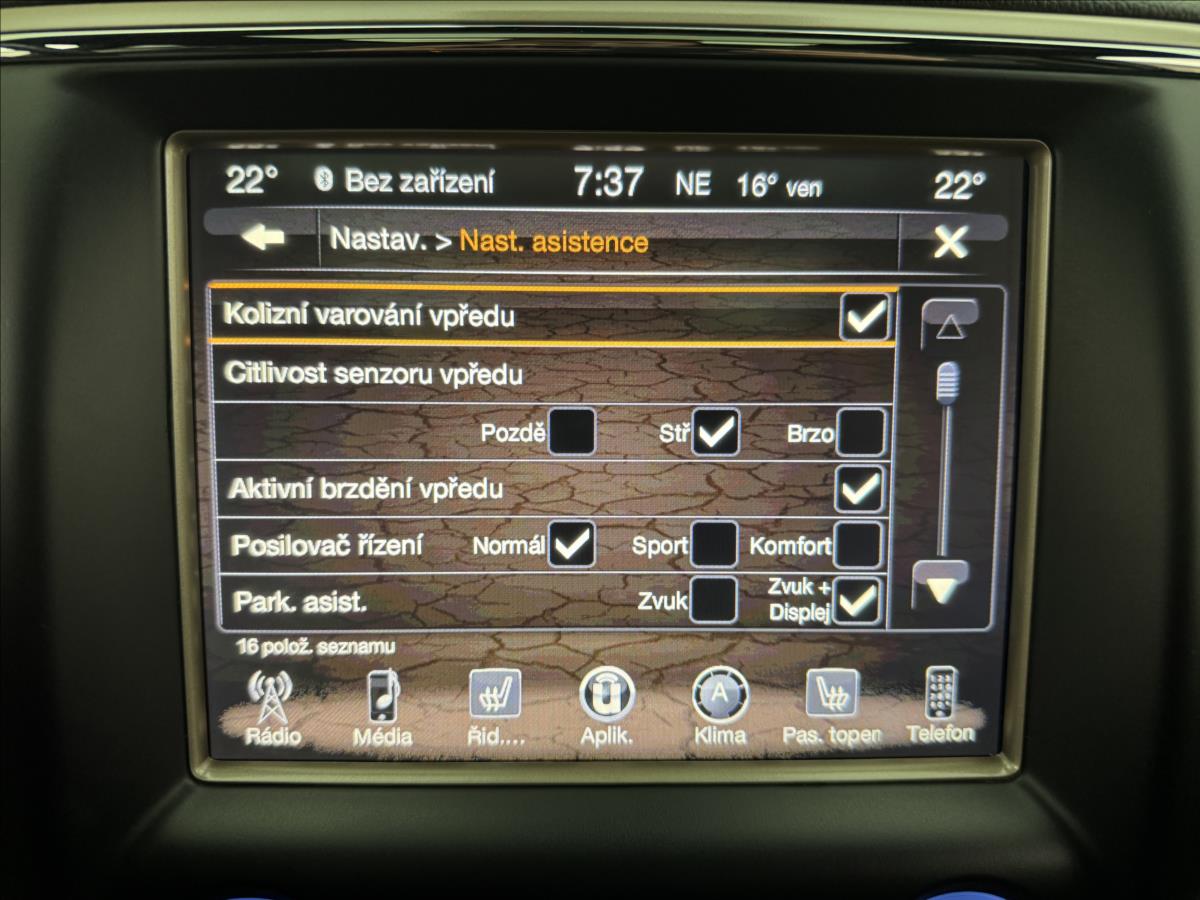 22° Bez zařízení 7:37 NE 16° ven 22°
Nastav. > Nast. asistence
Kolizní varování vpředu
Citlivost senzoru vpředu
Pozdě Stř Brzo
Aktivní brzdění vpředu
Posilovač řízení Normál Sport Komfort
Park. asist. Zvuk Zvuk +
Displej
16 polož. seznamu
A
Rádio Média Řid.... Aplik. Klima Pas. topen Telefon